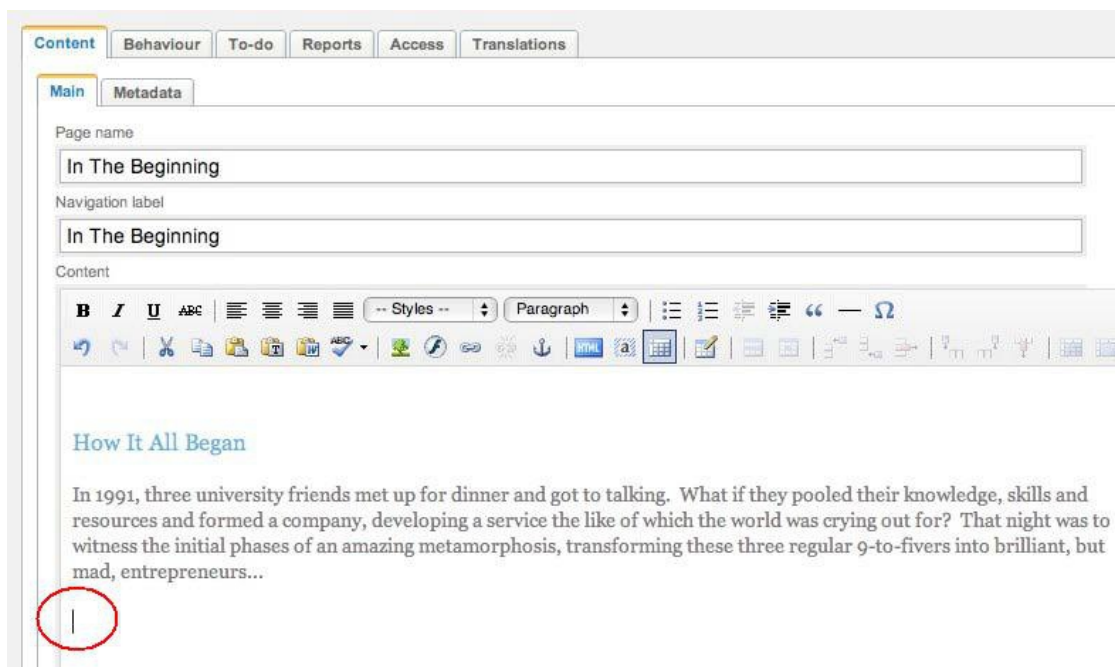 Content Behaviour To-do Reports Access Translations
Main Metadata
Page name
In The Beginning
Navigation label
In The Beginning
Content
B I U ABC -- Styles -- Paragraph “ — Ω
ABC HTML a
How It All Began
In 1991, three university friends met up for dinner and got to talking. What if they pooled their knowledge, skills and
resources and formed a company, developing a service the like of which the world was crying out for? That night was to
witness the initial phases of an amazing metamorphosis, transforming these three regular 9-to-fivers into brilliant, but
mad, entrepreneurs...